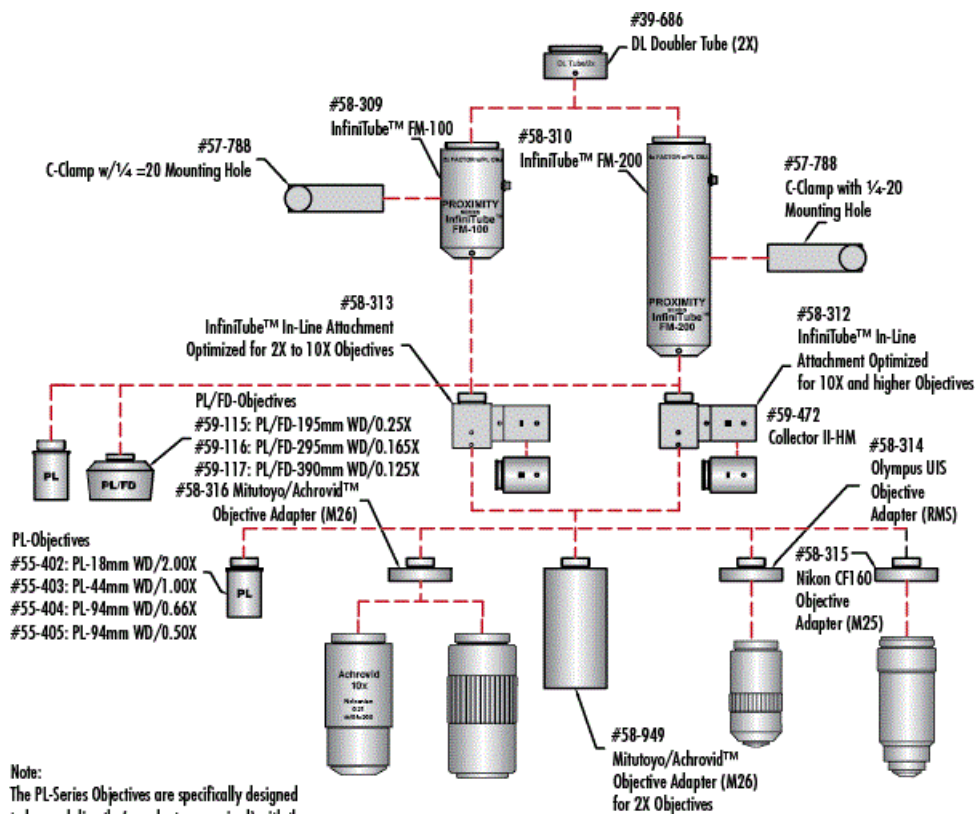 #39-686
DL Doubler Tube (2X)
DL Tube/2x
#58-309
InfiniTube™ FM-100
#58-310
InfiniTube™ FM-200
#57-788
C-Clamp w/¼ =20 Mounting Hole
#57-788
C-Clamp with ¼-20
Mounting Hole
PROXIMITY
SERIES
InfiniTube™
FM-100
PROXIMITY
SERIES
InfiniTube™
FM-200
#58-313
InfiniTube™ In-Line Attachment
Optimized for 2X to 10X Objectives
#58-312
InfiniTube™ In-Line
Attachment Optimized
for 10X and higher Objectives
#59-472
Collector II-HM
PL/FD-Objectives
#59-115: PL/FD-195mm WD/0.25X
#59-116: PL/FD-295mm WD/0.165X
#59-117: PL/FD-390mm WD/0.125X
PL
PL/FD
#58-316 Mitutoyo/Achrovid™
Objective Adapter (M26)
#58-314
Olympus UIS
Objective
Adapter (RMS)
PL-Objectives
#55-402: PL-18mm WD/2.00X
#55-403: PL-44mm WD/1.00X
#55-404: PL-94mm WD/0.66X
#55-405: PL-94mm WD/0.50X
PL
#58-315
Nikon CF160
Objective
Adapter (M25)
Achrovid
10x
#58-949
Mitutoyo/Achrovid™
Objective Adapter (M26)
for 2X Objectives
Note:
The PL-Series Objectives are specifically designed